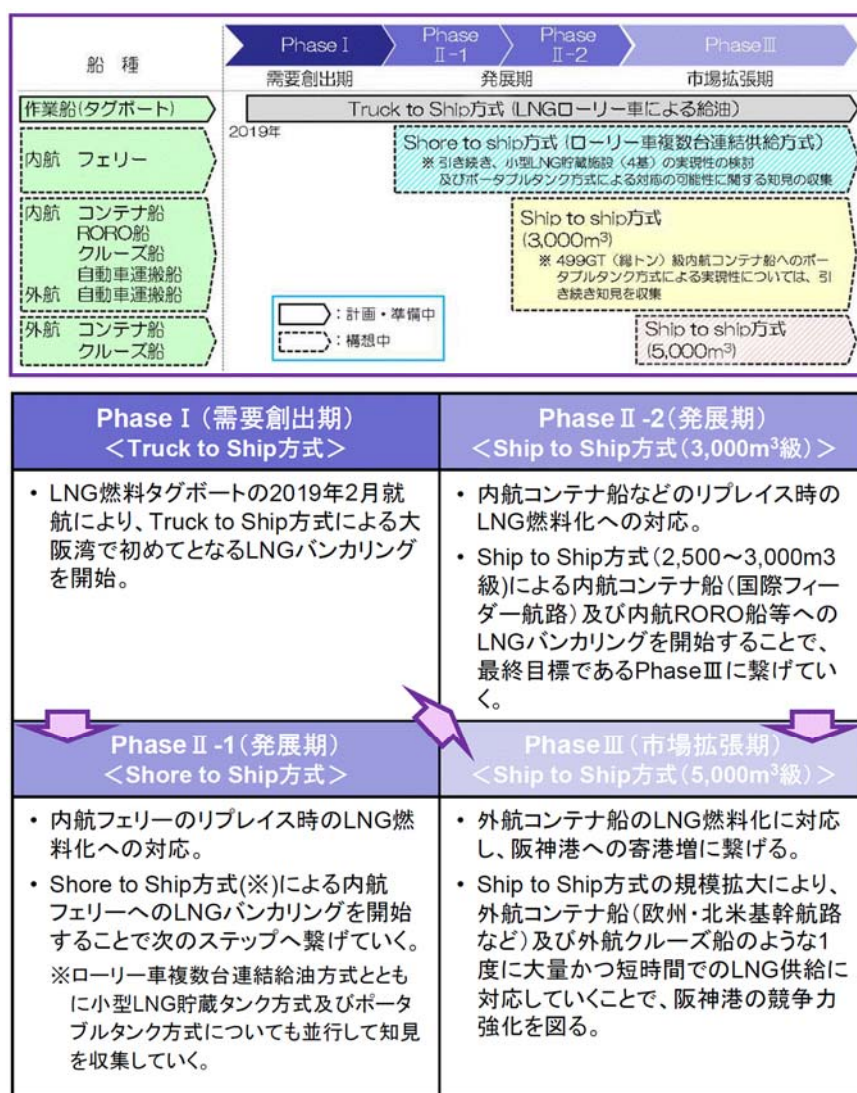 船 種
Phase Ⅰ
Phase
Ⅱ-1
Phase
Ⅱ-2
PhaseⅢ
需要創出期
発展期
市場拡張期
作業船(タグボート)
Truck to Ship方式 (LNGローリー車による給油)
2019年
内航 フェリー
Shore to ship方式 (ローリー車複数台連結供給方式)
※ 引き続き、小型LNG貯蔵施設（4基）の実現性の検討
及びポータブルタンク方式による対応の可能性に関する知見の収集
内航 コンテナ船
RORO船
クルーズ船
自動車運搬船
外航 自動車運搬船
Ship to ship方式
(3,000m³)
※ 499GT（総トン）級内航コンテナ船へのポー
タブルタンク方式による実現性については、引
き続き知見を収集
外航 コンテナ船
クルーズ船
Ship to ship方式
(5,000m³)
：計画・準備中
：構想中
Phase Ⅰ（需要創出期）
＜Truck to Ship方式＞
• LNG燃料タグボートの2019年2月就
航により、Truck to Ship方式による大
阪湾で初めてとなるLNGバンカリング
を開始。
Phase Ⅱ-1（発展期）
＜Shore to Ship方式＞
• 内航フェリーのリプレイス時のLNG燃
料化への対応。
• Shore to Ship方式(※)による内航
フェリーへのLNGバンカリングを開始
することで次のステップへ繋げていく。
※ローリー車複数台連結給油方式ととも
に小型LNG貯蔵タンク方式及びポータ
ブルタンク方式についても並行して知見
を収集していく。
Phase Ⅱ-2（発展期）
＜Ship to Ship方式（3,000m³級）＞
• 内航コンテナ船などのリプレイス時の
LNG燃料化への対応。
• Ship to Ship方式（2,500～3,000m3
級)による内航コンテナ船（国際フィー
ダー航路）及び内航RORO船等への
LNGバンカリングを開始することで、
最終目標であるPhaseⅢに繋げてい
く。
PhaseⅢ（市場拡張期）
＜Ship to Ship方式（5,000m³級）＞
• 外航コンテナ船のLNG燃料化に対応
し、阪神港への寄港増に繋げる。
• Ship to Ship方式の規模拡大により、
外航コンテナ船（欧州・北米基幹航路
など）及び外航クルーズ船のような1
度に大量かつ短時間でのLNG供給に
対応していくことで、阪神港の競争力
強化を図る。